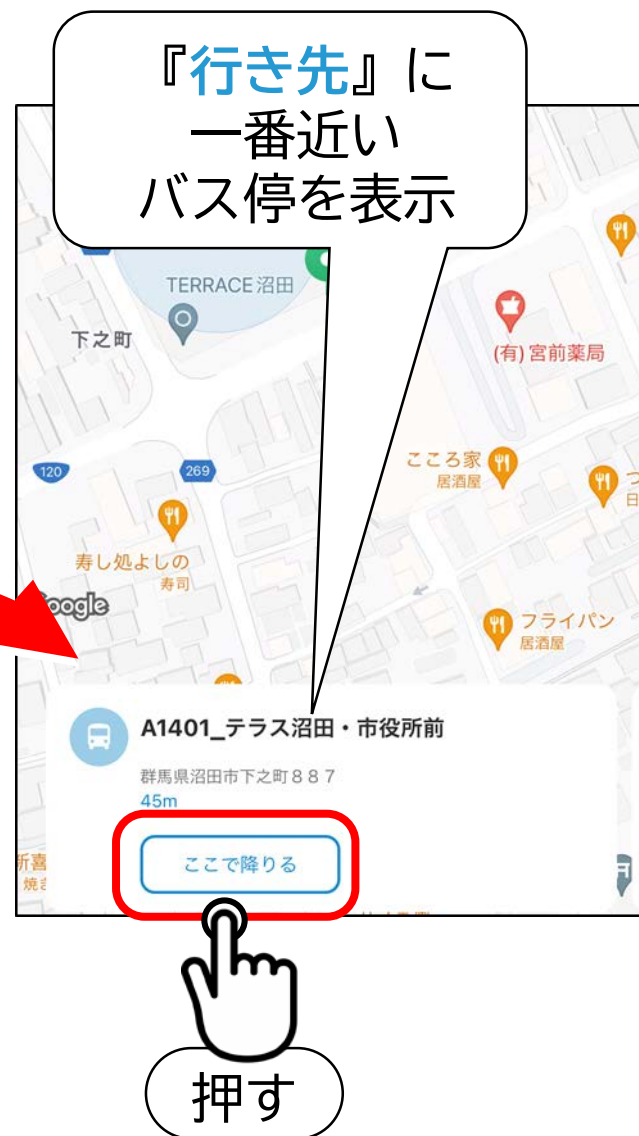 『行き先』に
一番近い
バス停を表示
TERRACE 沼田
下之町
(有) 宮前薬局
120
269
こころ家
居酒屋
つ
日
寿し処よしの
寿司
フライパン
居酒屋
A1401_テラス沼田・市役所前
群馬県沼田市下之町８８７
45m
ここで降りる
押す